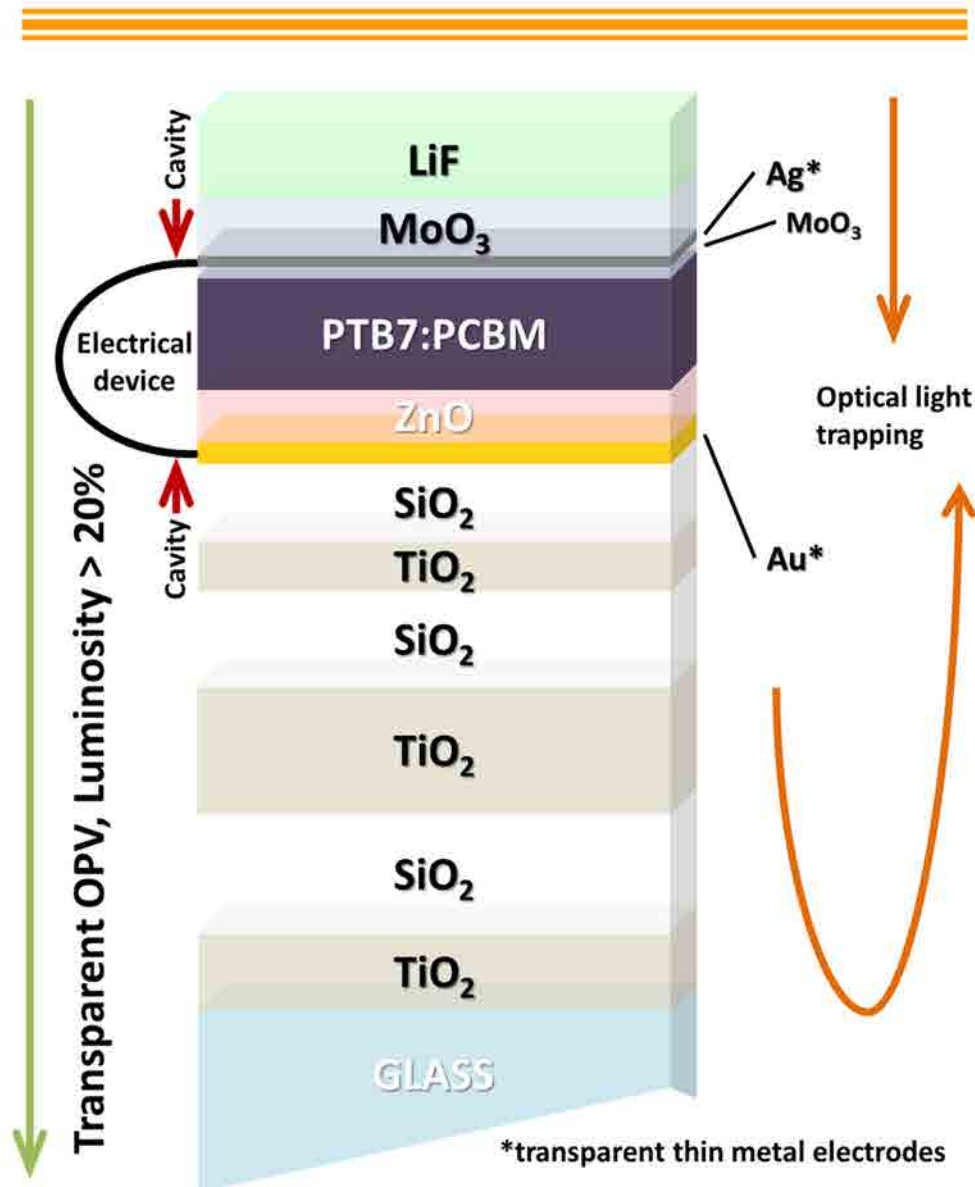 Cavity
LiF
Ag*
MoO₃
MoO₃
Electrical
device
PTB7:PCBM
Optical light
trapping
ZnO
Au*
Cavity
SiO₂
TiO₂
SiO₂
TiO₂
SiO₂
TiO₂
GLASS
Transparent OPV, Luminosity > 20%
*transparent thin metal electrodes